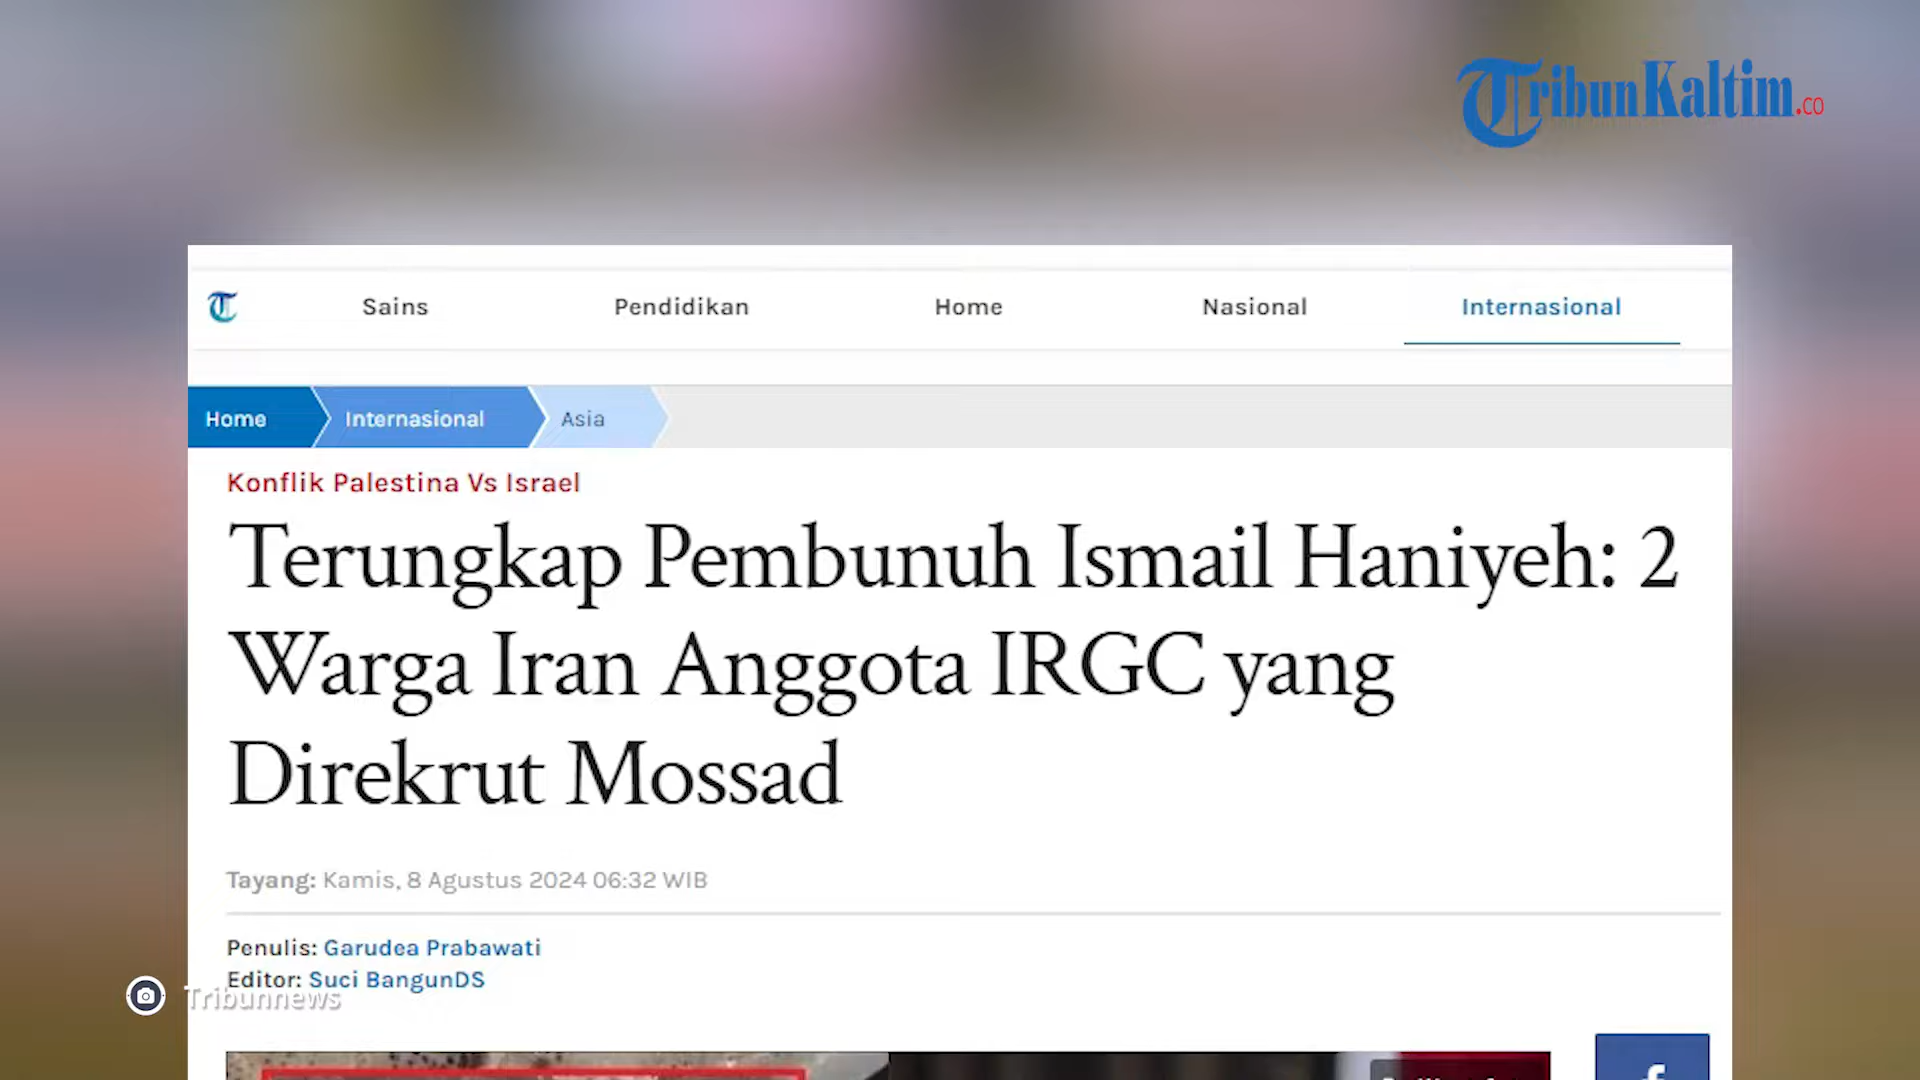 TribunKaltim.co
Sains Pendidikan Home Nasional Internasional
Home Internasional Asia
Konflik Palestina Vs Israel
Terungkap Pembunuh Ismail Haniyeh: 2
Warga Iran Anggota IRGC yang
Direkrut Mossad
Tayang: Kamis, 8 Agustus 2024 06:32 WIB
Penulis: Garudea Prabawati
Editor: Suci BangunDS
Tribunnews